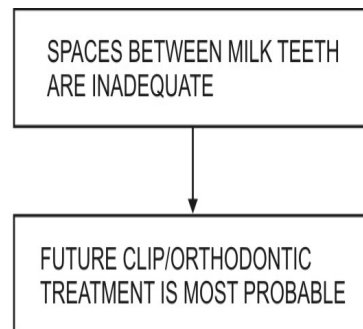 SPACES BETWEEN MILK TEETH
ARE INADEQUATE
FUTURE CLIP/ORTHODONTIC
TREATMENT IS MOST PROBABLE